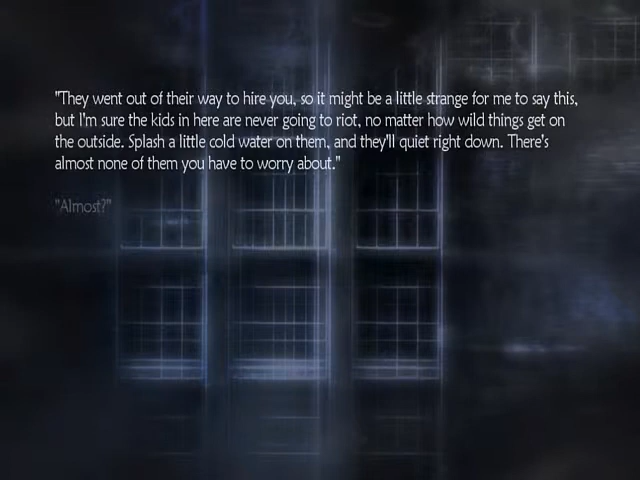 "They went out of their way to hire you, so it might be a little strange for me to say this,
but I'm sure the kids in here are never going to riot, no matter how wild things get on
the outside. Splash a little cold water on them, and they'll quiet right down. There's
almost none of them you have to worry about."
"Almost?"